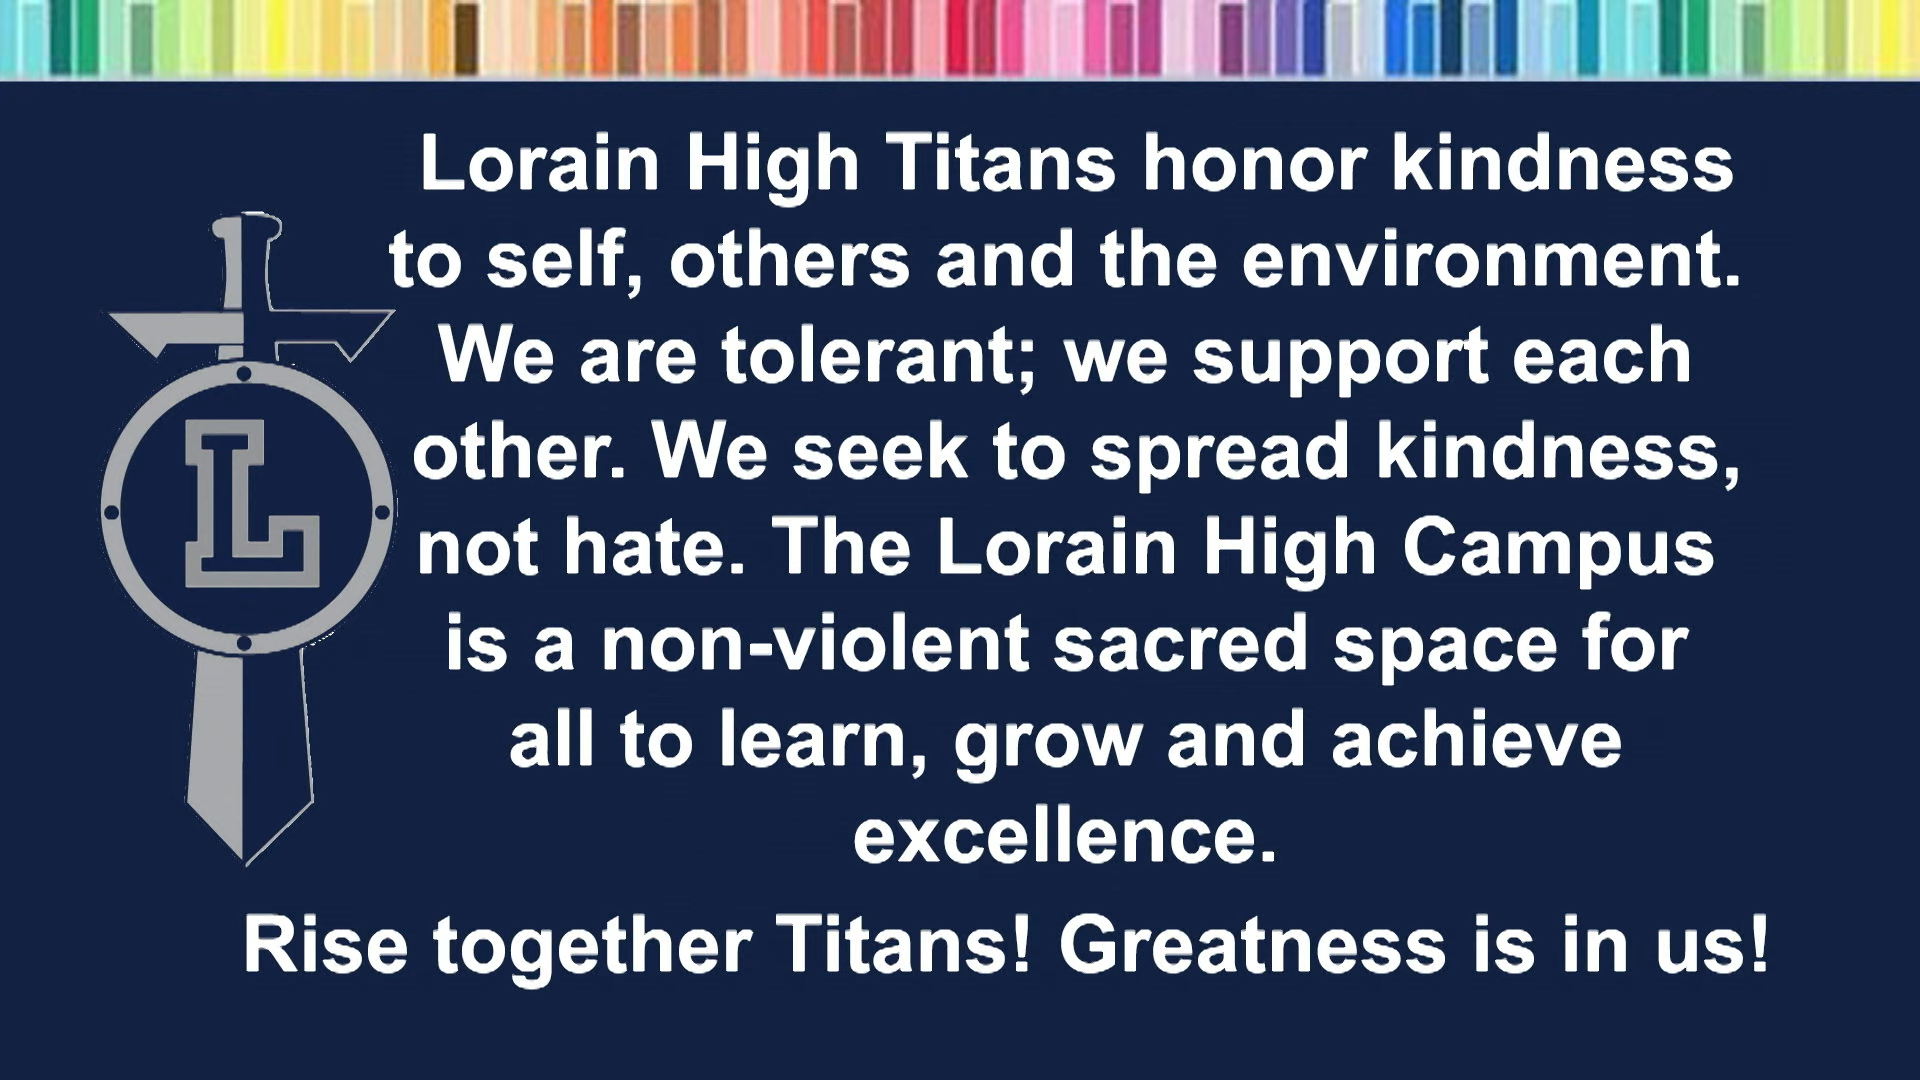 Lorain High Titans honor kindness
to self, others and the environment.
We are tolerant; we support each
other. We seek to spread kindness,
not hate. The Lorain High Campus
is a non-violent sacred space for
all to learn, grow and achieve
excellence.
Rise together Titans! Greatness is in us!
L